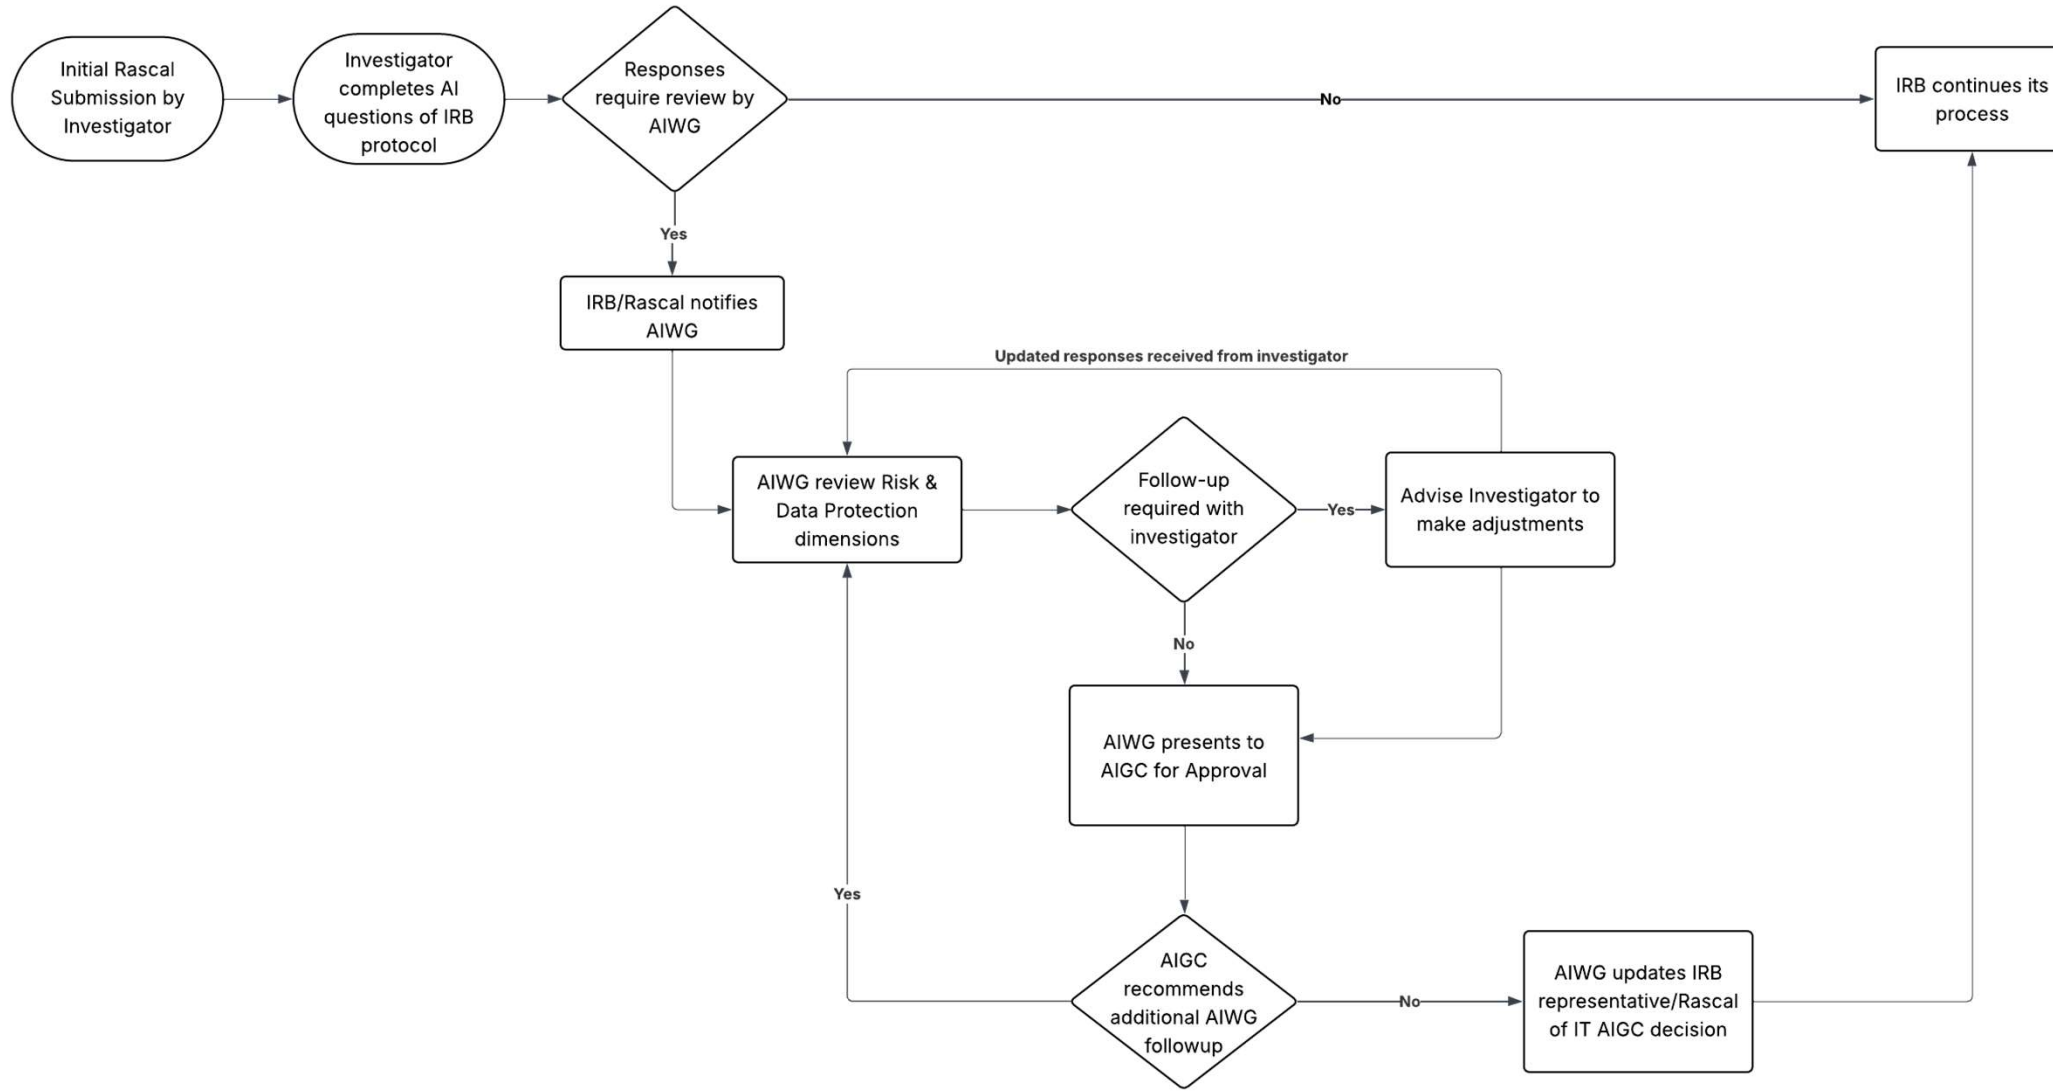 Initial Rascal
Submission by
Investigator
Investigator
completes AI
questions of IRB
protocol
Responses
require review by
AIWG
No
IRB continues its
process
Yes
IRB/Rascal notifies
AIWG
Updated responses received from investigator
AIWG review Risk &
Data Protection
dimensions
Follow-up
required with
investigator
Yes
Advise Investigator to
make adjustments
No
AIWG presents to
AIGC for Approval
Yes
AIGC
recommends
additional AIWG
followup
No
AIWG updates IRB
representative/Rascal
of IT AIGC decision